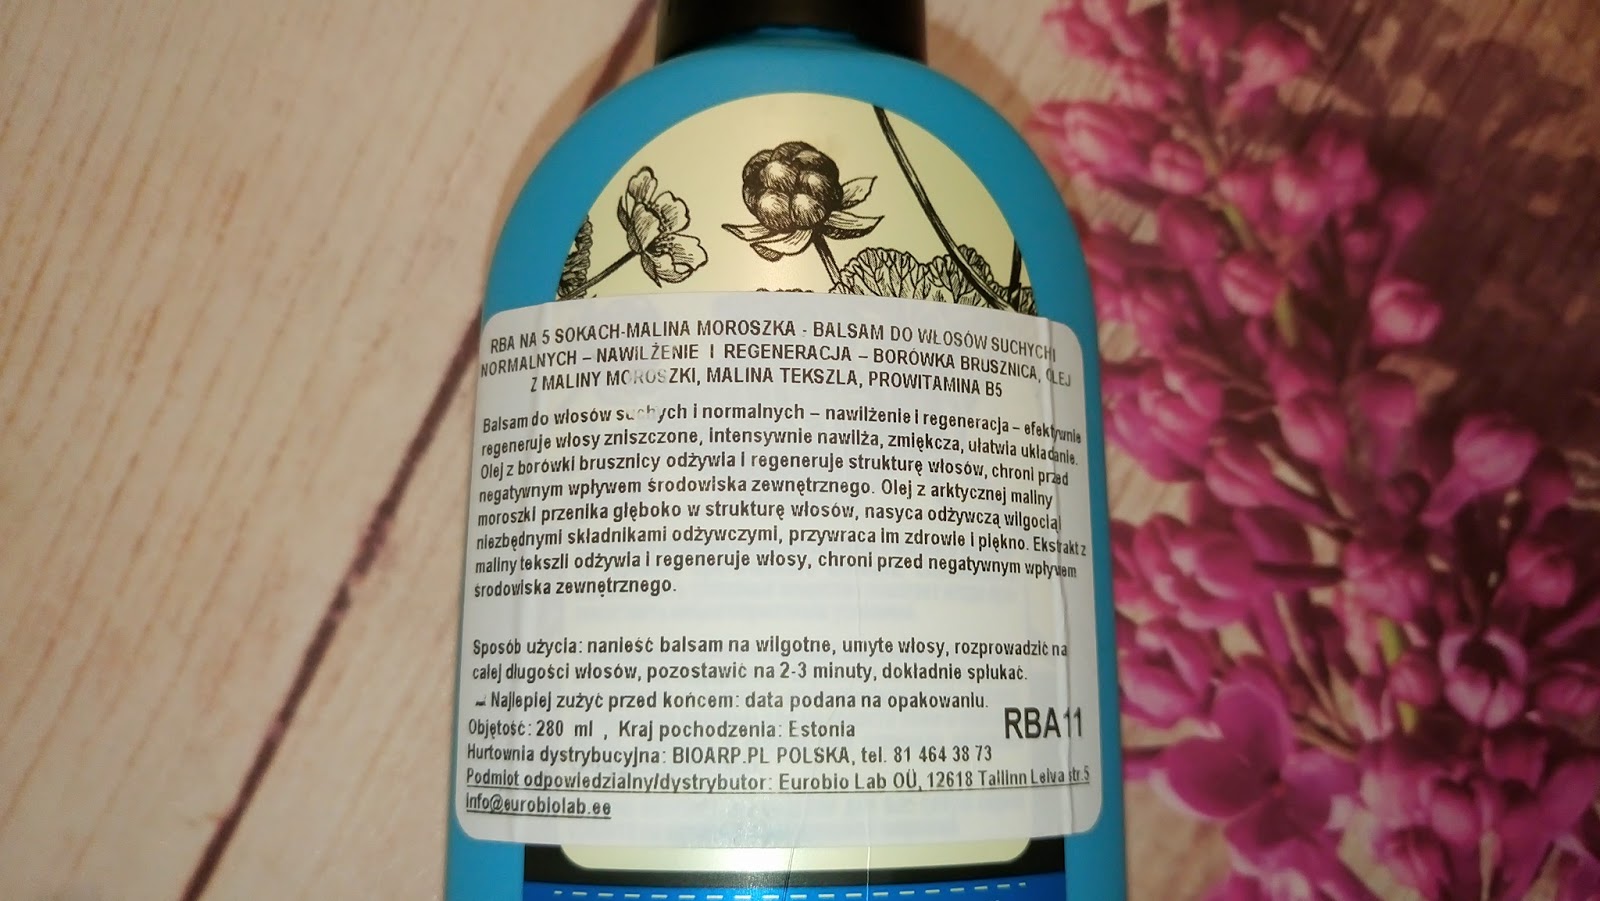 RBA NA 5 SOKACH-MALINA MOROSZKA - BALSAM DO WŁOSÓW SUCHYCH I
NORMALNYCH – NAWILŻENIE I REGENERACJA – BORÓWKA BRUSZNICA, OLEJ
Z MALINY MOROSZKI, MALINA TEKSZLA, PROWITAMINA B5
Balsam do włosów suchych i normalnych – nawilżenie i regeneracja – efektywnie
regeneruje włosy zniszczone, intensywnie nawilża, zmiękcza, ułatwia układanie.
Olej z borówki brusznicy odżywia i regeneruje strukturę włosów, chroni przed
negatywnym wpływem środowiska zewnętrznego. Olej z arktycznej maliny
moroszki przenika głęboko w strukturę włosów, nasyca odżywczą wilgocią i
niezbędnymi składnikami odżywczymi, przywraca im zdrowie i piękno. Ekstrakt z
maliny tekszli odżywia i regeneruje włosy, chroni przed negatywnym wpływem
środowiska zewnętrznego.
Sposób użycia: nanieść balsam na wilgotne, umyte włosy, rozprowadzić na
całej długości włosów, pozostawić na 2-3 minuty, dokładnie spłukać.
Najlepiej zużyć przed końcem: data podana na opakowaniu.
Objętość: 280 ml , Kraj pochodzenia: Estonia
RBA11
Hurtownia dystrybucyjna: BIOARP.PL POLSKA, tel. 81 464 38 73
Podmiot odpowiedzialny/dystrybutor: Eurobio Lab OÜ, 12618 Tallinn Leiva str.5
info@eurobiolab.ee